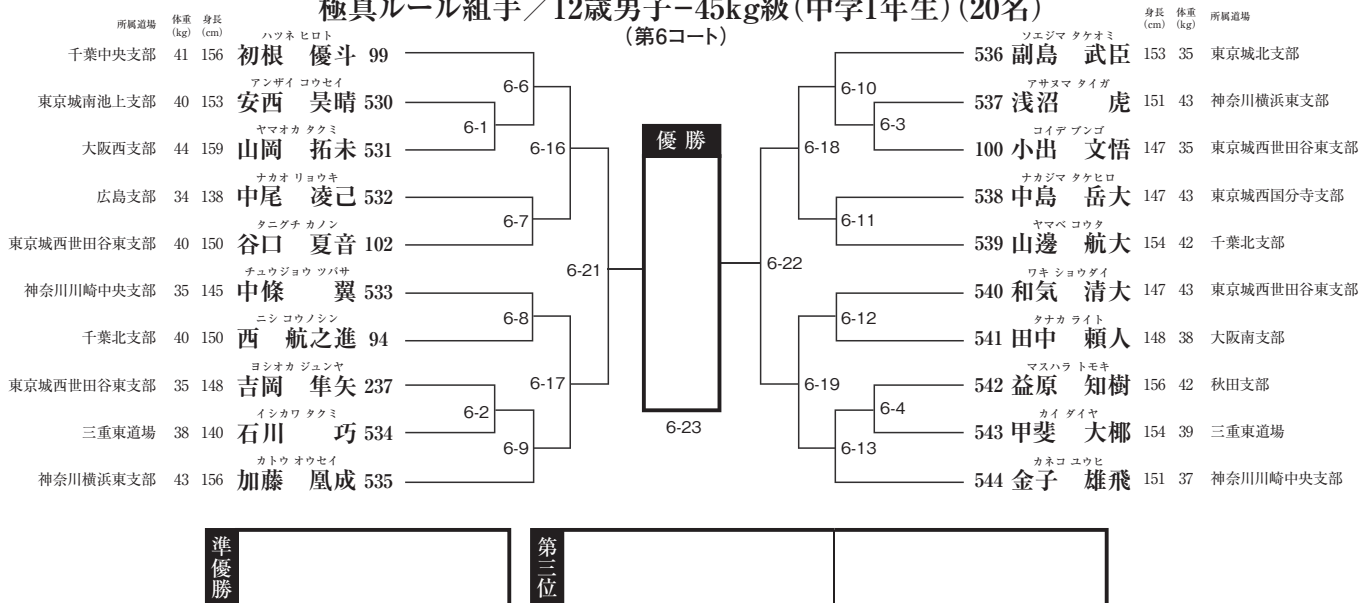 極真ルール組手／12歳男子−45kg級（中学1年生）（20名）
（第6コート）
所属道場 体重(kg) 身長(cm)
ハツネ ヒロト
千葉中央支部 41 156 初根 優斗 99
アンザイ コウセイ
東京城南池上支部 40 153 安西 昊晴 530
ヤマオカ タクミ
大阪西支部 44 159 山岡 拓未 531
ナカオ リョウキ
広島支部 34 138 中尾 凌己 532
タニグチ カノン
東京城西世田谷東支部 40 150 谷口 夏音 102
チュウジョウ ツバサ
神奈川川崎中央支部 35 145 中條 翼 533
ニシ コウノシン
千葉北支部 40 150 西 航之進 94
ヨシオカ ジュンヤ
東京城西世田谷東支部 35 148 吉岡 隼矢 237
イシカワ タクミ
三重東道場 38 140 石川 巧 534
カトウ オウセイ
神奈川横浜東支部 43 156 加藤 凰成 535
6-1
6-2
6-6
6-7
6-8
6-9
6-16
6-17
6-21
優勝
6-23
6-22
6-18
6-19
6-10
6-11
6-12
6-13
6-3
6-4
身長(cm) 体重(kg) 所属道場
ソエジマ タケオミ
536 副島 武臣 153 35 東京城北支部
アサヌマ タイガ
537 浅沼 虎 151 43 神奈川横浜東支部
コイデ ブンゴ
100 小出 文悟 147 35 東京城西世田谷東支部
ナカジマ タケヒロ
538 中島 岳大 147 43 東京城西国分寺支部
ヤマベ コウタ
539 山邊 航大 154 42 千葉北支部
ワキ ショウダイ
540 和気 清大 147 43 東京城西世田谷東支部
タナカ ライト
541 田中 頼人 148 38 大阪南支部
マスハラ トモキ
542 益原 知樹 156 42 秋田支部
カイ ダイヤ
543 甲斐 大梛 154 39 三重東道場
カネコ ユウヒ
544 金子 雄飛 151 37 神奈川川崎中央支部
準優勝
第三位